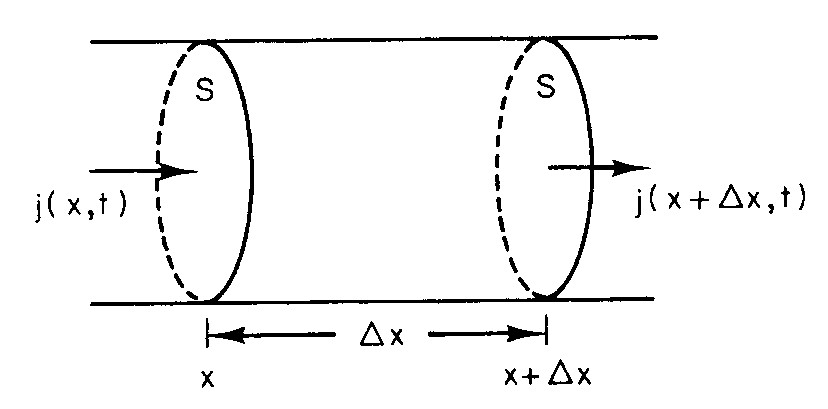 S S
j(x,t) j(x+Δx,t)
Δx
x x+Δx